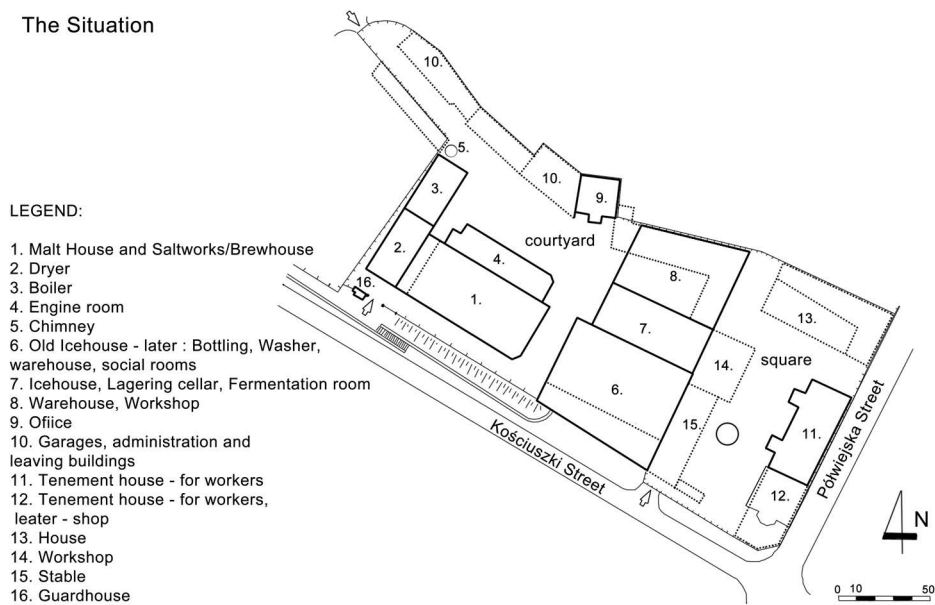 The Situation
LEGEND:
1. Malt House and Saltworks/Brewhouse
2. Dryer
3. Boiler
4. Engine room
5. Chimney
6. Old Icehouse - later : Bottling, Washer,
warehouse, social rooms
7. Icehouse, Lagering cellar, Fermentation room
8. Warehouse, Workshop
9. Ofiice
10. Garages, administration and
leaving buildings
11. Tenement house - for workers
12. Tenement house - for workers,
leater - shop
13. House
14. Workshop
15. Stable
16. Guardhouse
10.
5.
3.
10.
9.
courtyard
2.
4.
8.
16.
1.
13.
7.
square
14.
6.
15.
11.
12.
Kościuszki Street
Półwiejska Street
N
0 10 50